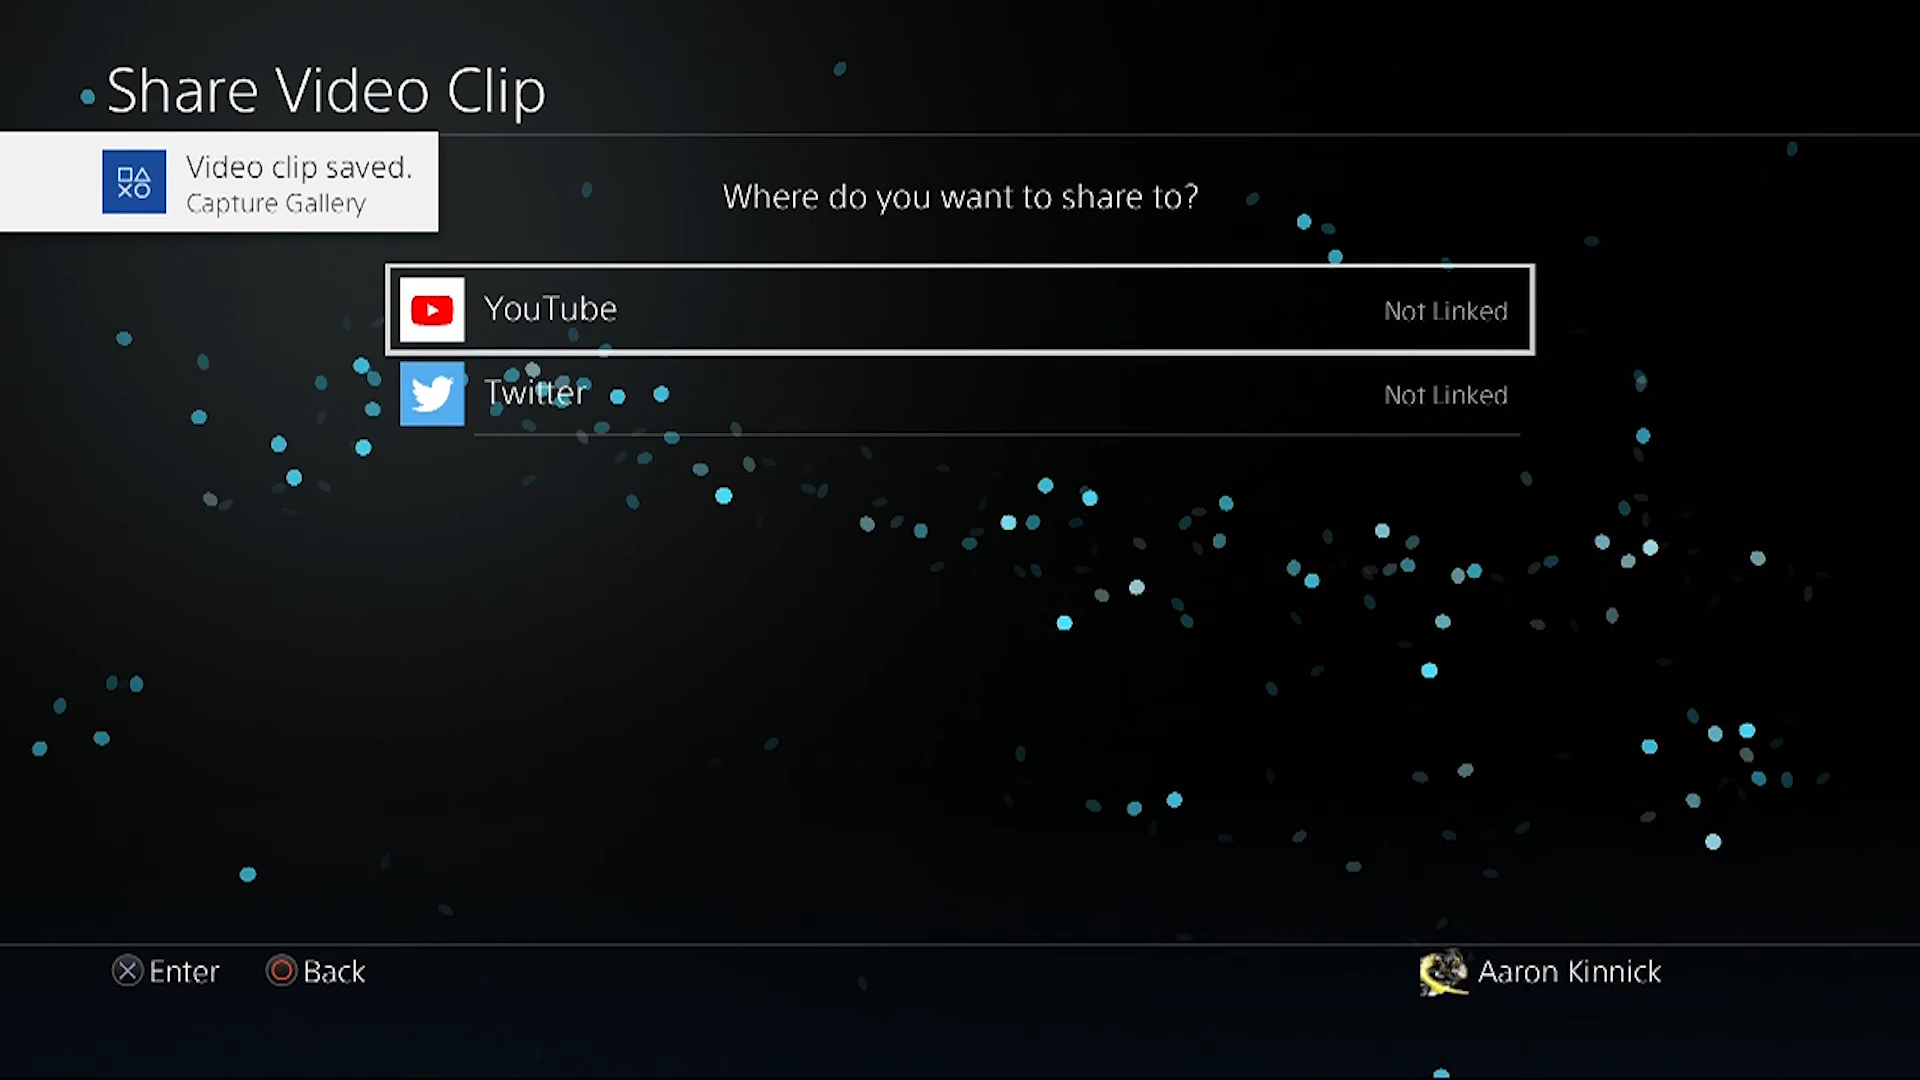 Share Video Clip
Video clip saved.
Capture Gallery
Where do you want to share to?
YouTube Not Linked
Twitter Not Linked
Enter Back Aaron Kinnick